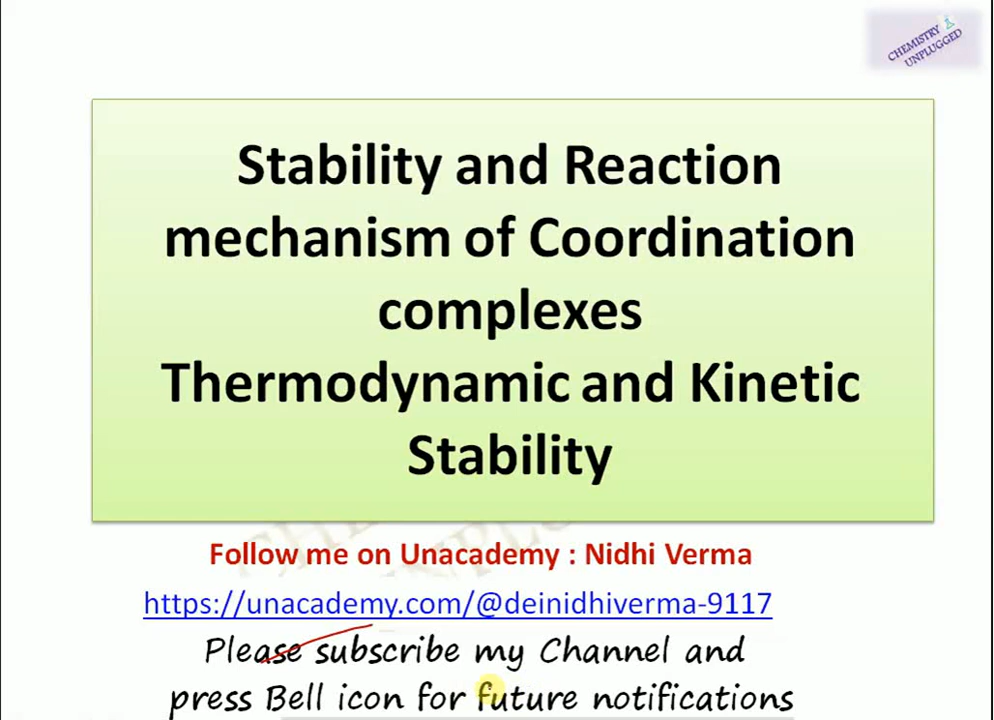 CHEMISTRY
UNPLUGGED
Stability and Reaction
mechanism of Coordination
complexes
Thermodynamic and Kinetic
Stability
Follow me on Unacademy : Nidhi Verma
https://unacademy.com/@deinidhiverma-9117
Please subscribe my Channel and
press Bell icon for future notifications